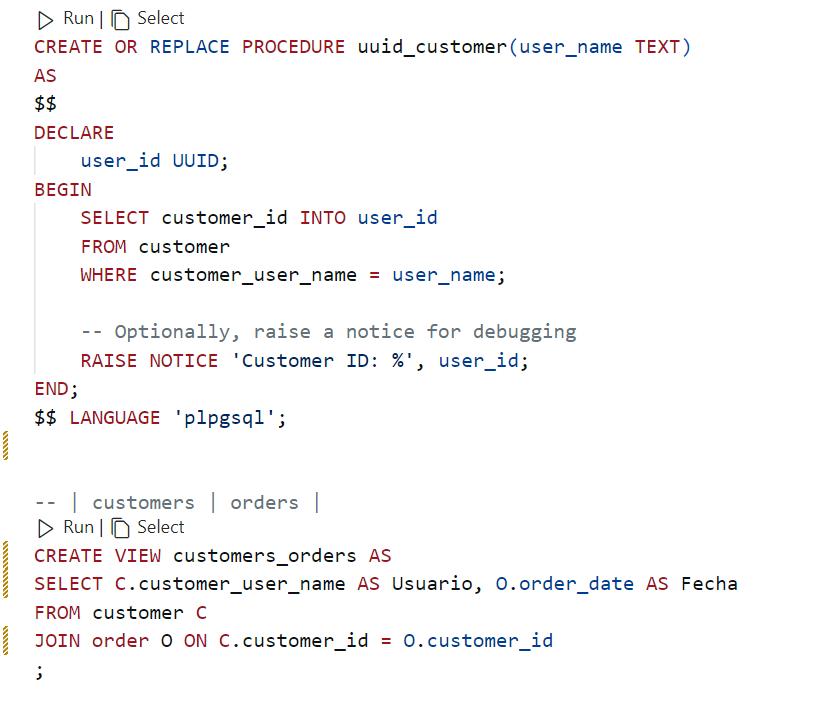 Run | Select
CREATE OR REPLACE PROCEDURE uuid_customer(user_name TEXT)
AS
$$
DECLARE
    user_id UUID;
BEGIN
    SELECT customer_id INTO user_id
    FROM customer
    WHERE customer_user_name = user_name;

    -- Optionally, raise a notice for debugging
    RAISE NOTICE 'Customer ID: %', user_id;
END;
$$ LANGUAGE 'plpgsql';

-- | customers | orders |
Run | Select
CREATE VIEW customers_orders AS
SELECT C.customer_user_name AS Usuario, O.order_date AS Fecha
FROM customer C
JOIN order O ON C.customer_id = O.customer_id
;